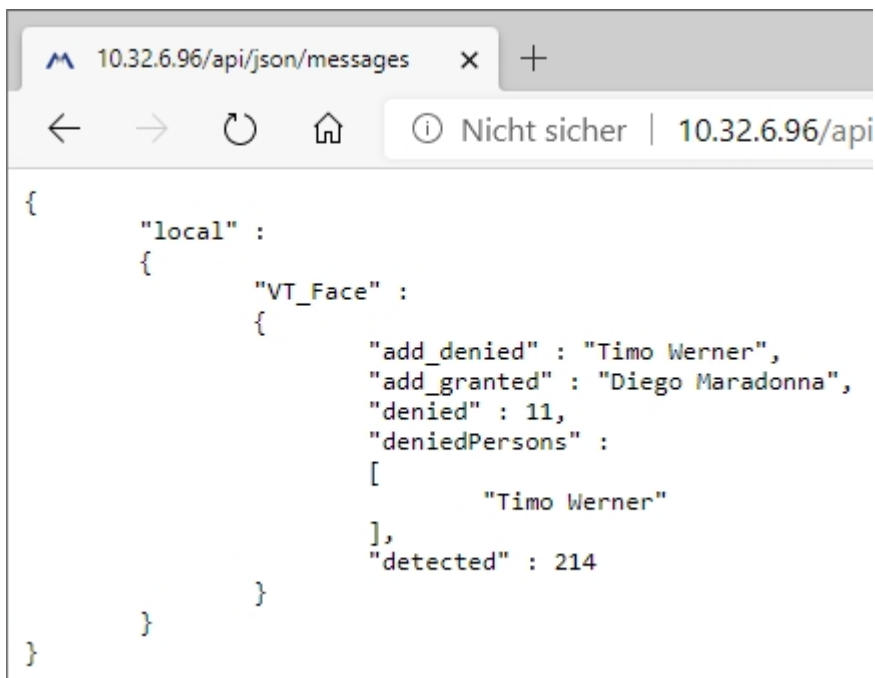 10.32.6.96/api/json/messages
Nicht sicher | 10.32.6.96/api
{
"local" :
{
"VT_Face" :
{
"add_denied" : "Timo Werner",
"add_granted" : "Diego Maradonna",
"denied" : 11,
"deniedPersons" :
[
"Timo Werner"
],
"detected" : 214
}
}
}